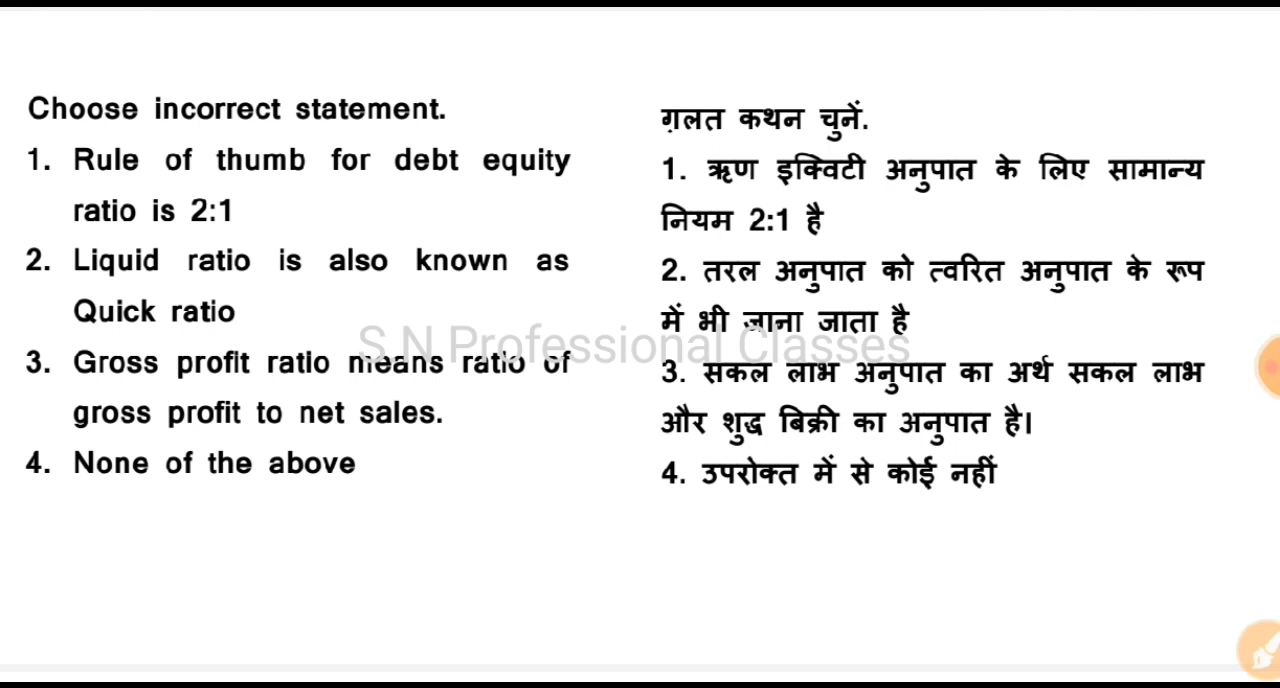 Choose incorrect statement.
1. Rule of thumb for debt equity
ratio is 2:1
2. Liquid ratio is also known as
Quick ratio
3. Gross profit ratio means ratio of
gross profit to net sales.
4. None of the above
ग़लत कथन चुनें.
1. ऋण इक्विटी अनुपात के लिए सामान्य
नियम 2:1 है
2. तरल अनुपात को त्वरित अनुपात के रूप
में भी जाना जाता है
3. सकल लाभ अनुपात का अर्थ सकल लाभ
और शुद्ध बिक्री का अनुपात है।
4. उपरोक्त में से कोई नहीं
S N Professional Classes